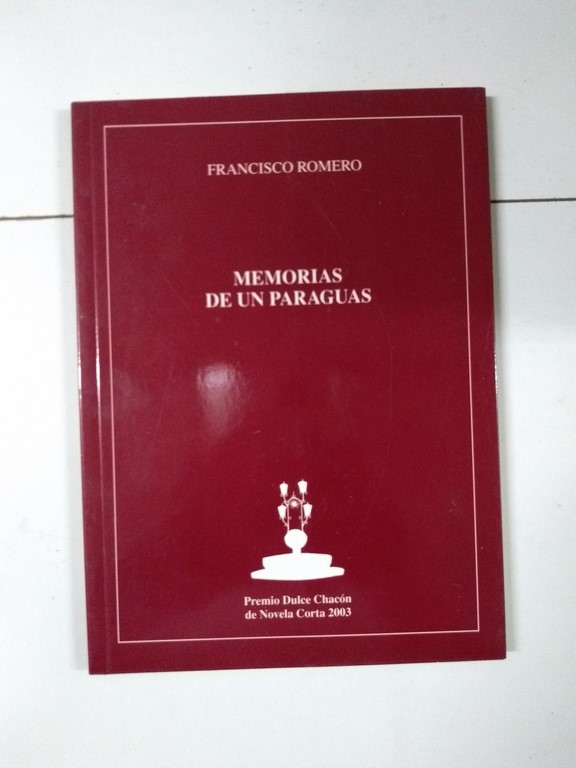 FRANCISCO ROMERO
MEMORIAS
DE UN PARAGUAS
Premio Dulce Chacón
de Novela Corta 2003